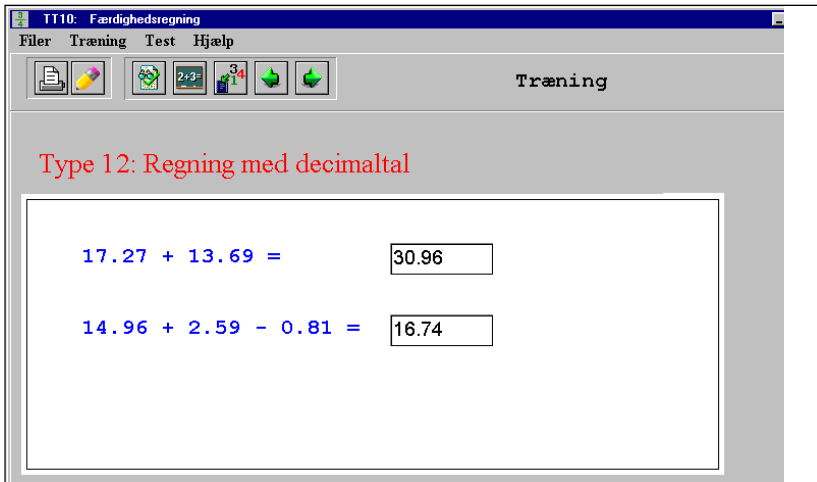 TT10: Færdighedsregning
Filer Træning Test Hjælp
Træning
Type 12: Regning med decimaltal
17.27 + 13.69 = 30.96
14.96 + 2.59 - 0.81 = 16.74